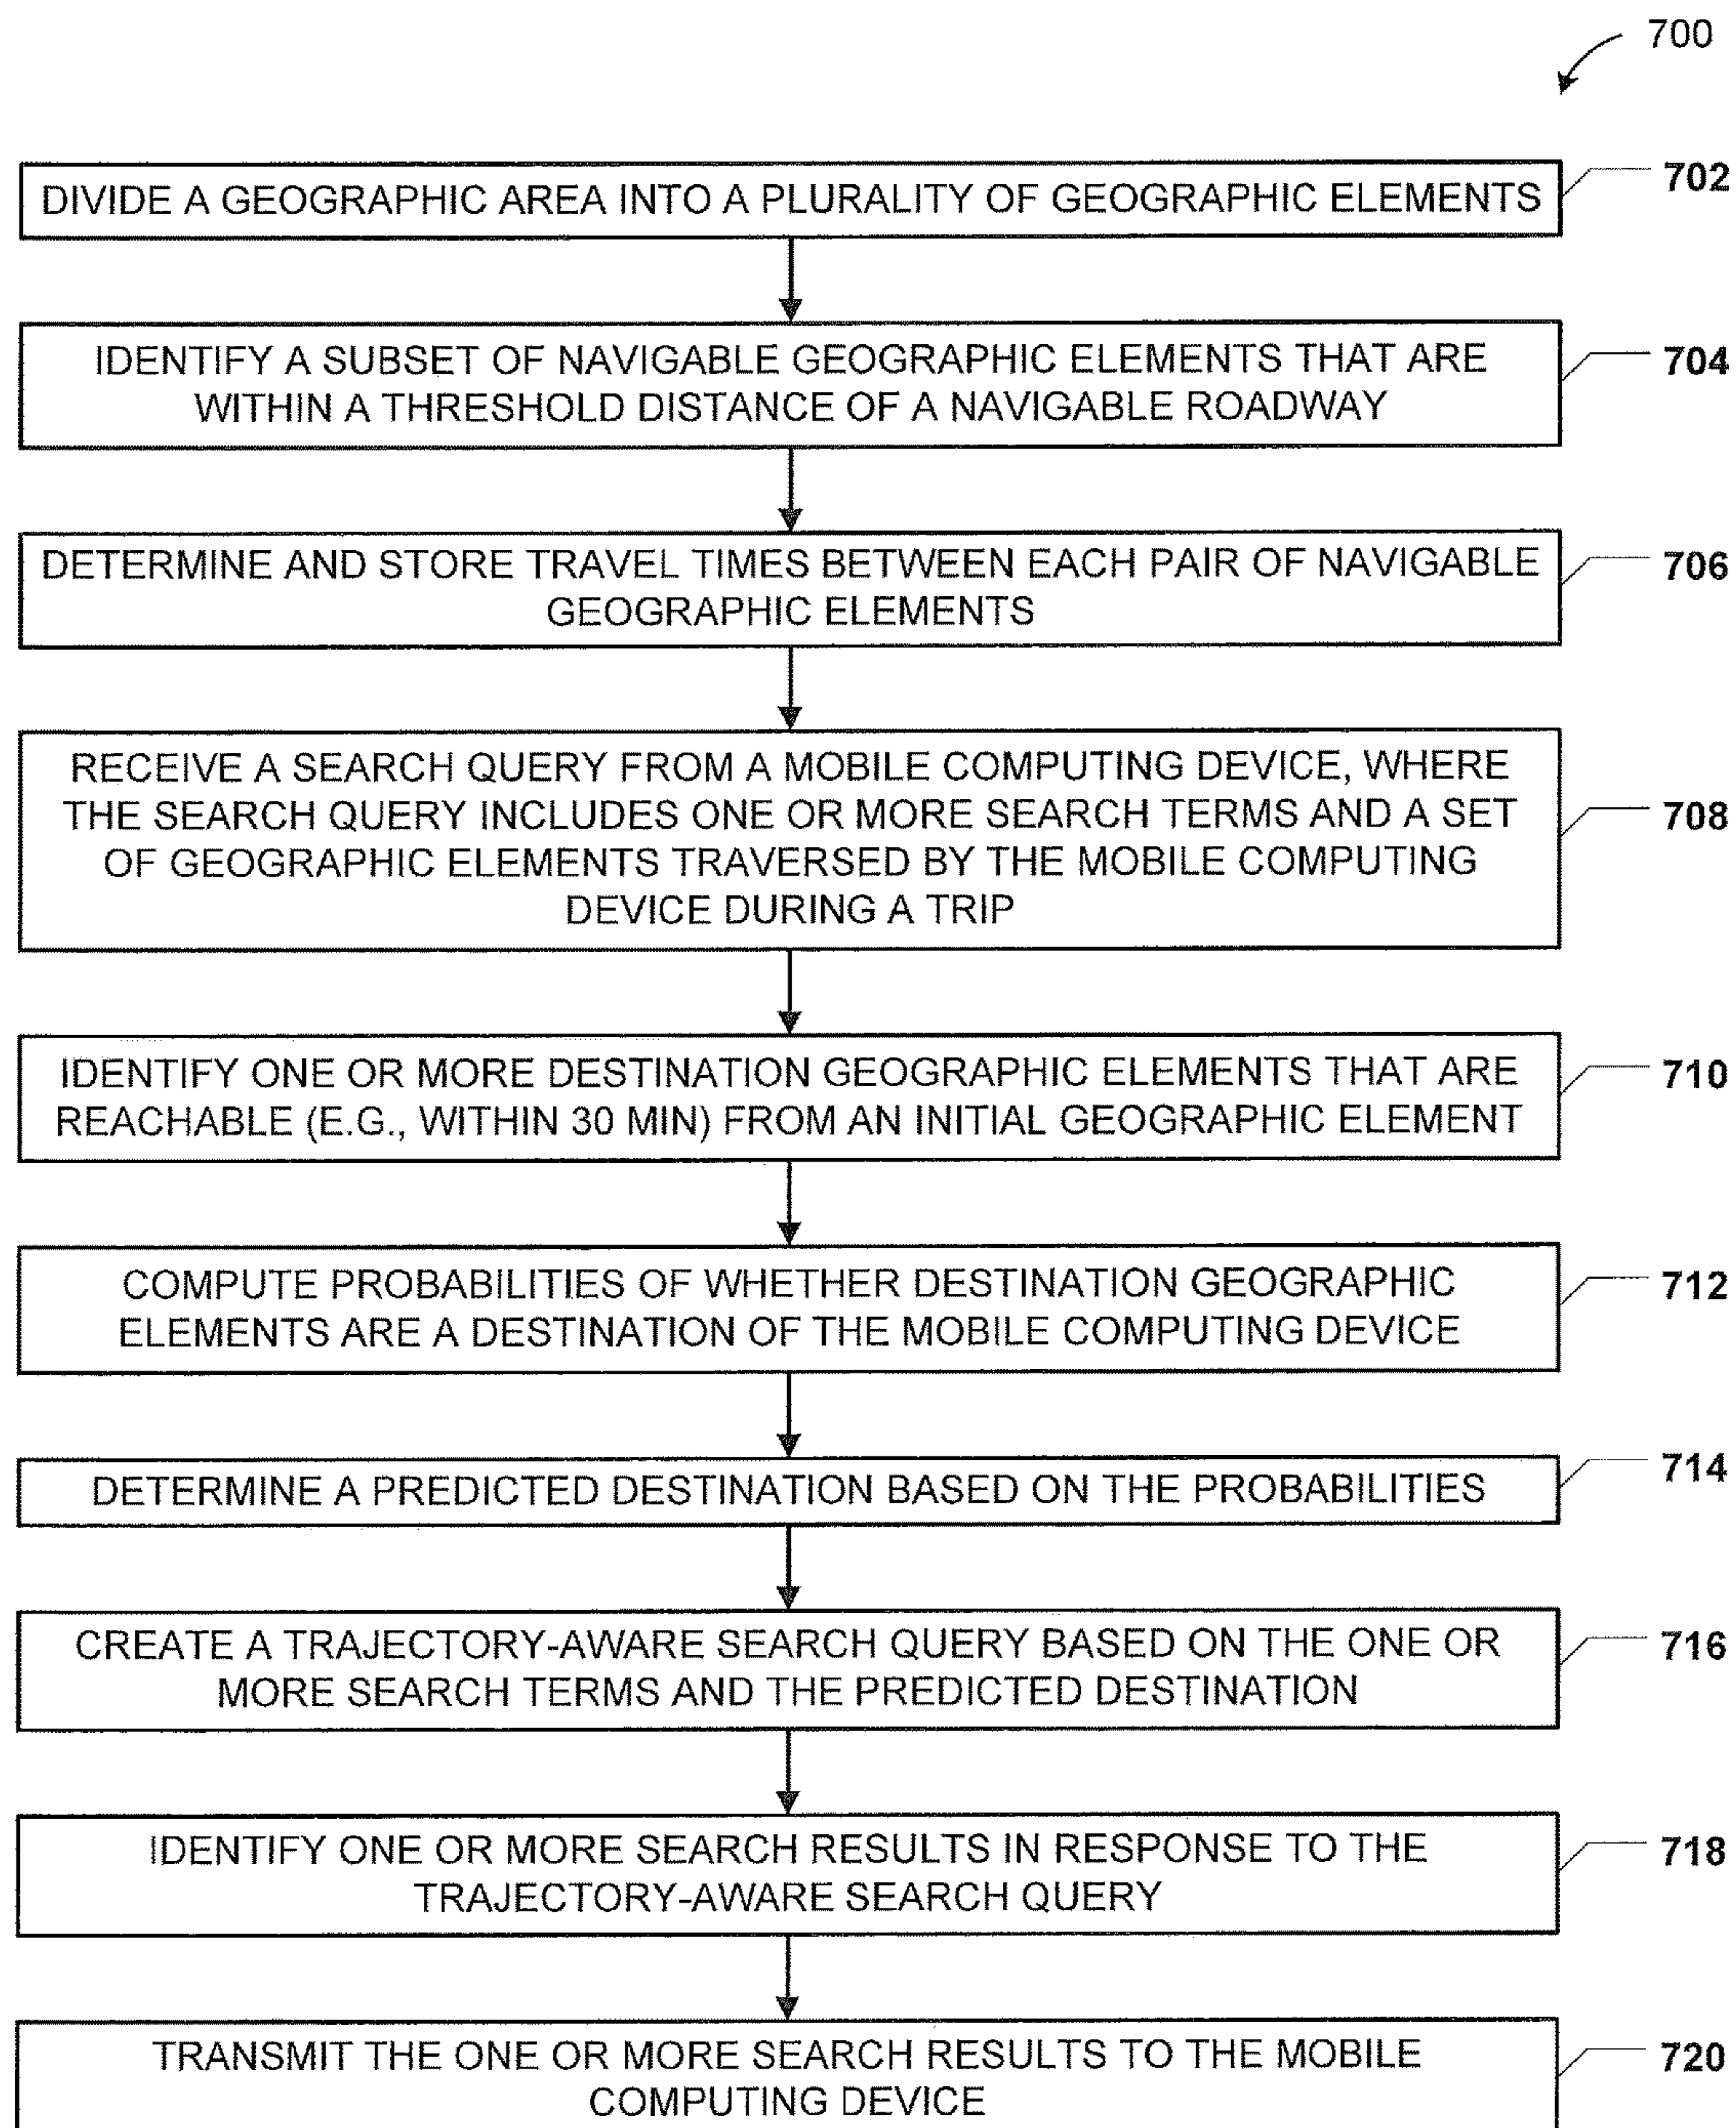 700
DIVIDE A GEOGRAPHIC AREA INTO A PLURALITY OF GEOGRAPHIC ELEMENTS
702
IDENTIFY A SUBSET OF NAVIGABLE GEOGRAPHIC ELEMENTS THAT ARE
WITHIN A THRESHOLD DISTANCE OF A NAVIGABLE ROADWAY
704
DETERMINE AND STORE TRAVEL TIMES BETWEEN EACH PAIR OF NAVIGABLE
GEOGRAPHIC ELEMENTS
706
RECEIVE A SEARCH QUERY FROM A MOBILE COMPUTING DEVICE, WHERE
THE SEARCH QUERY INCLUDES ONE OR MORE SEARCH TERMS AND A SET
OF GEOGRAPHIC ELEMENTS TRAVERSED BY THE MOBILE COMPUTING
DEVICE DURING A TRIP
708
IDENTIFY ONE OR MORE DESTINATION GEOGRAPHIC ELEMENTS THAT ARE
REACHABLE (E.G., WITHIN 30 MIN) FROM AN INITIAL GEOGRAPHIC ELEMENT
710
COMPUTE PROBABILITIES OF WHETHER DESTINATION GEOGRAPHIC
ELEMENTS ARE A DESTINATION OF THE MOBILE COMPUTING DEVICE
712
DETERMINE A PREDICTED DESTINATION BASED ON THE PROBABILITIES
714
CREATE A TRAJECTORY-AWARE SEARCH QUERY BASED ON THE ONE OR
MORE SEARCH TERMS AND THE PREDICTED DESTINATION
716
IDENTIFY ONE OR MORE SEARCH RESULTS IN RESPONSE TO THE
TRAJECTORY-AWARE SEARCH QUERY
718
TRANSMIT THE ONE OR MORE SEARCH RESULTS TO THE MOBILE
COMPUTING DEVICE
720